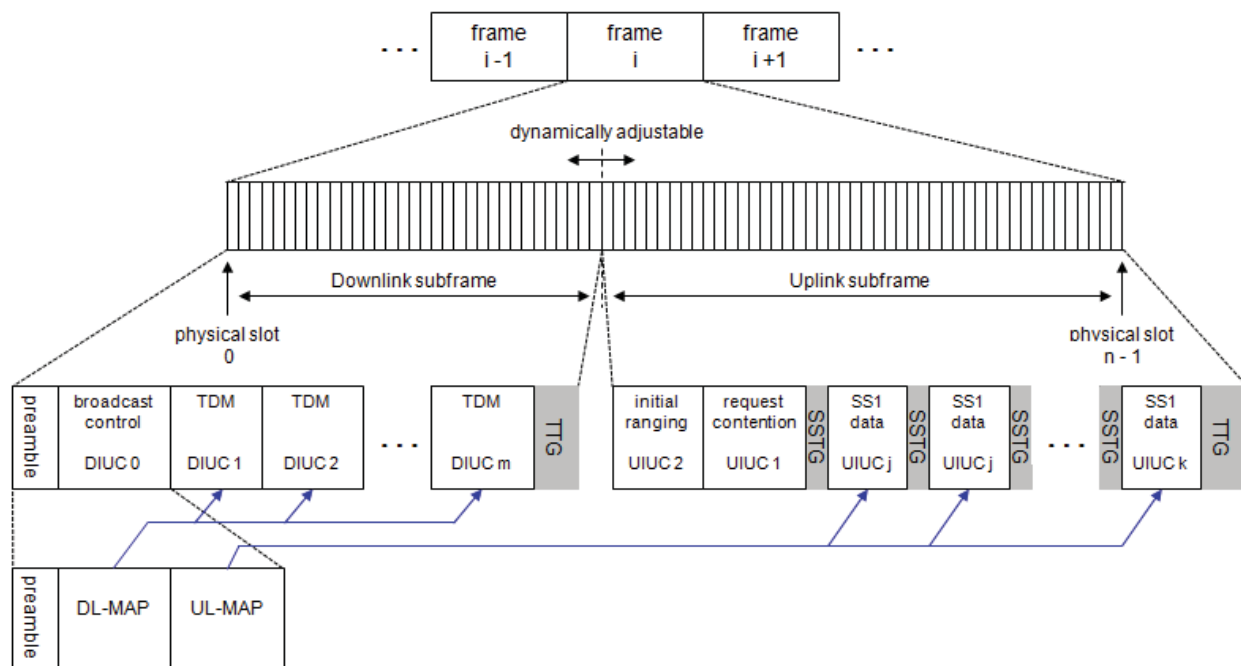 . . .
frame
i -1
frame
i
frame
i +1
. . .
dynamically adjustable
Downlink subframe
Uplink subframe
physical slot
0
physical slot
n - 1
preamble
broadcast
control
DIUC 0
TDM
DIUC 1
TDM
DIUC 2
. . .
TDM
DIUC m
TTG
initial
ranging
UIUC 2
request
contention
UIUC 1
SSTG
SS1
data
UIUC j
SSTG
SS1
data
UIUC j
SSTG
. . .
SSTG
SS1
data
UIUC k
TTG
preamble
DL-MAP
UL-MAP